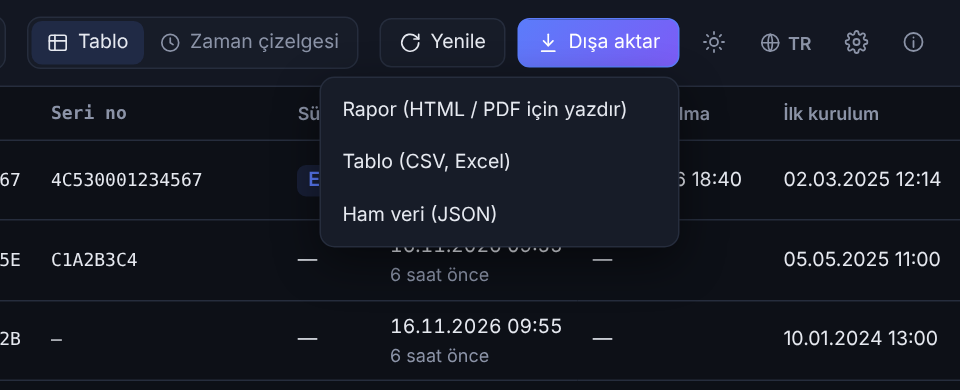 Tablo Zaman çizelgesi Yenile Dışa aktar TR
Rapor (HTML / PDF için yazdır)
Tablo (CSV, Excel)
Ham veri (JSON)
Seri no İlk kurulum
67 4C530001234567 18:40 02.03.2025 12:14
5E C1A2B3C4 — — 05.05.2025 11:00
6 saat önce
2B – — 16.11.2026 09:55 — 10.01.2024 13:00
6 saat önce